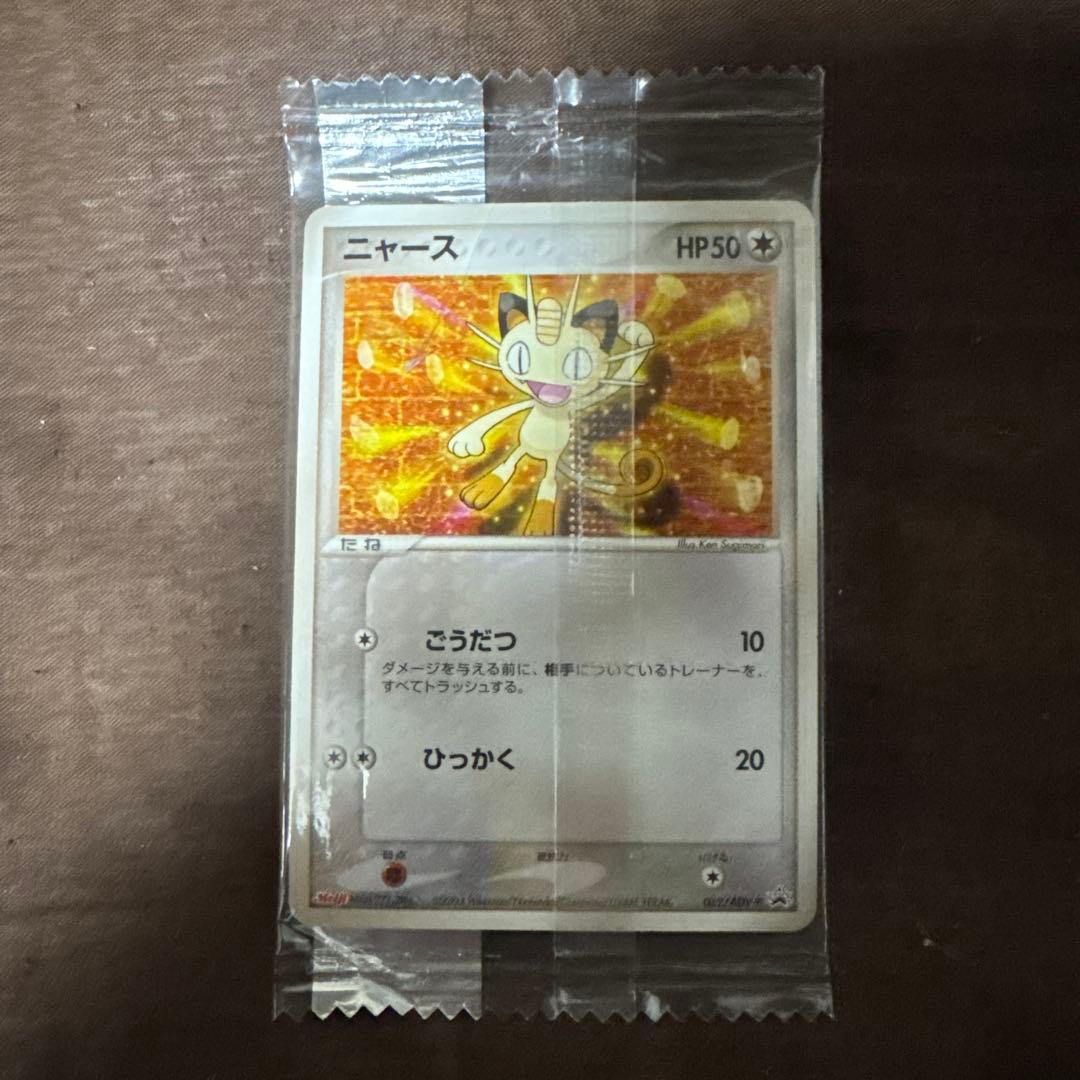 ニャース HP50
たね Illus. Ken Sugimori
ごうだつ 10
ダメージを与える前に、相手についているトレーナーを、
すべてトラッシュする。
ひっかく 20
弱点 抵抗力 にげる
Meiji